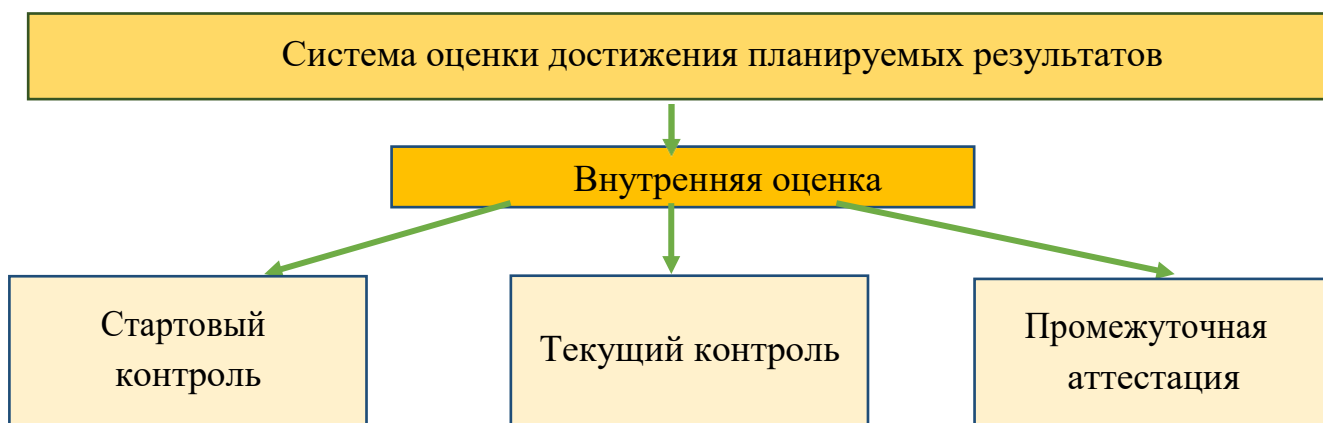 Система оценки достижения планируемых результатов
Внутренняя оценка
Стартовый
контроль
Текущий контроль
Промежуточная
аттестация